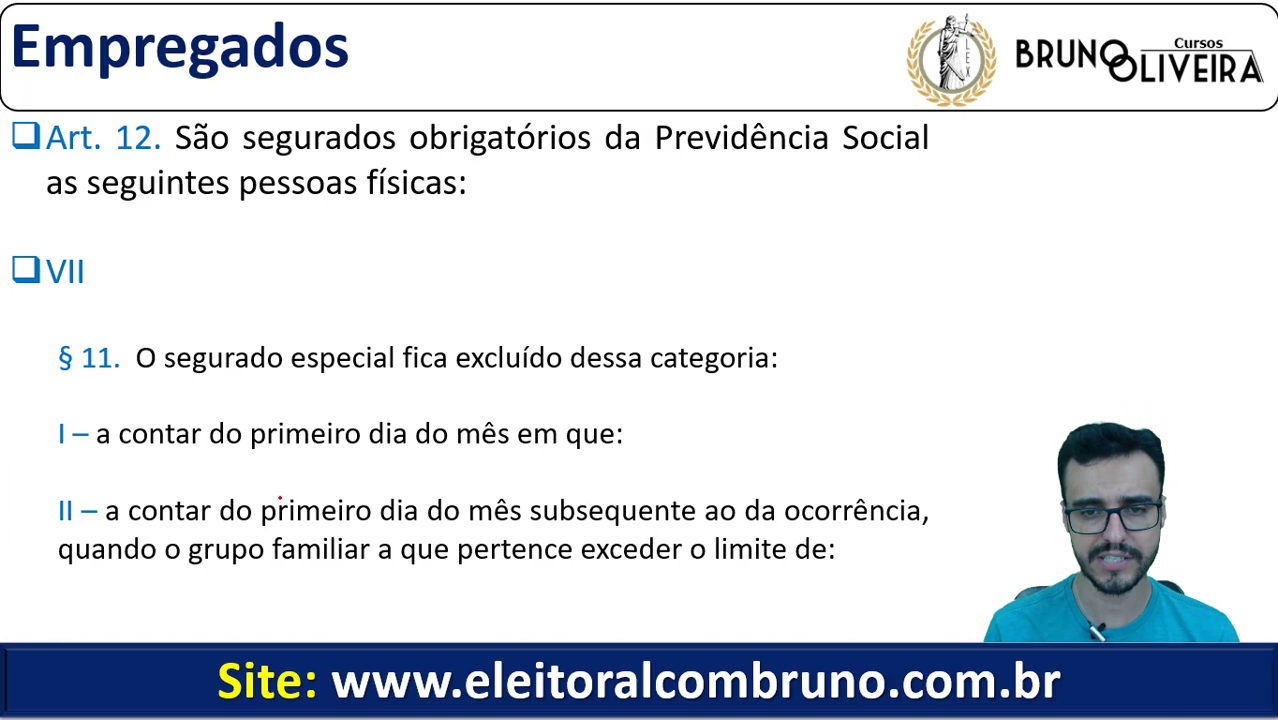 Empregados
Cursos
BRUNO
OLIVEIRA
LEX
Art. 12. São segurados obrigatórios da Previdência Social
as seguintes pessoas físicas:
VII
§ 11. O segurado especial fica excluído dessa categoria:
I – a contar do primeiro dia do mês em que:
II – a contar do primeiro dia do mês subsequente ao da ocorrência,
quando o grupo familiar a que pertence exceder o limite de:
Site: www.eleitoralcombruno.com.br